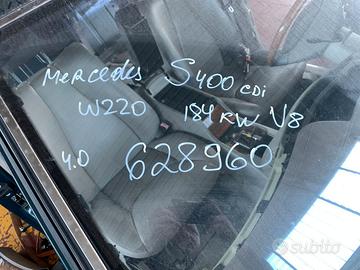 MERCEDES S400 CDI
W220 184 KW V8
4.0 628960
subito